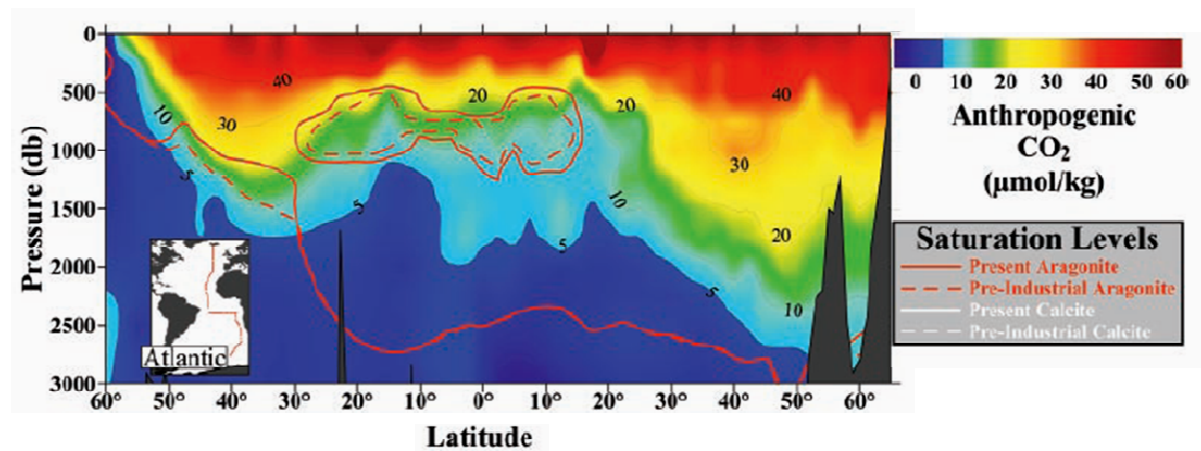 0
500
1000
1500
2000
2500
3000
Pressure (db)
60° 50° 40° 30° 20° 10° 0° 10° 20° 30° 40° 50° 60°
Latitude
40
30
10
5
20
20
40
30
20
10
5
10
5
5
Atlantic
0 10 20 30 40 50 60
Anthropogenic
CO₂
(μmol/kg)
Saturation Levels
Present Aragonite
Pre-Industrial Aragonite
Present Calcite
Pre-Industrial Calcite